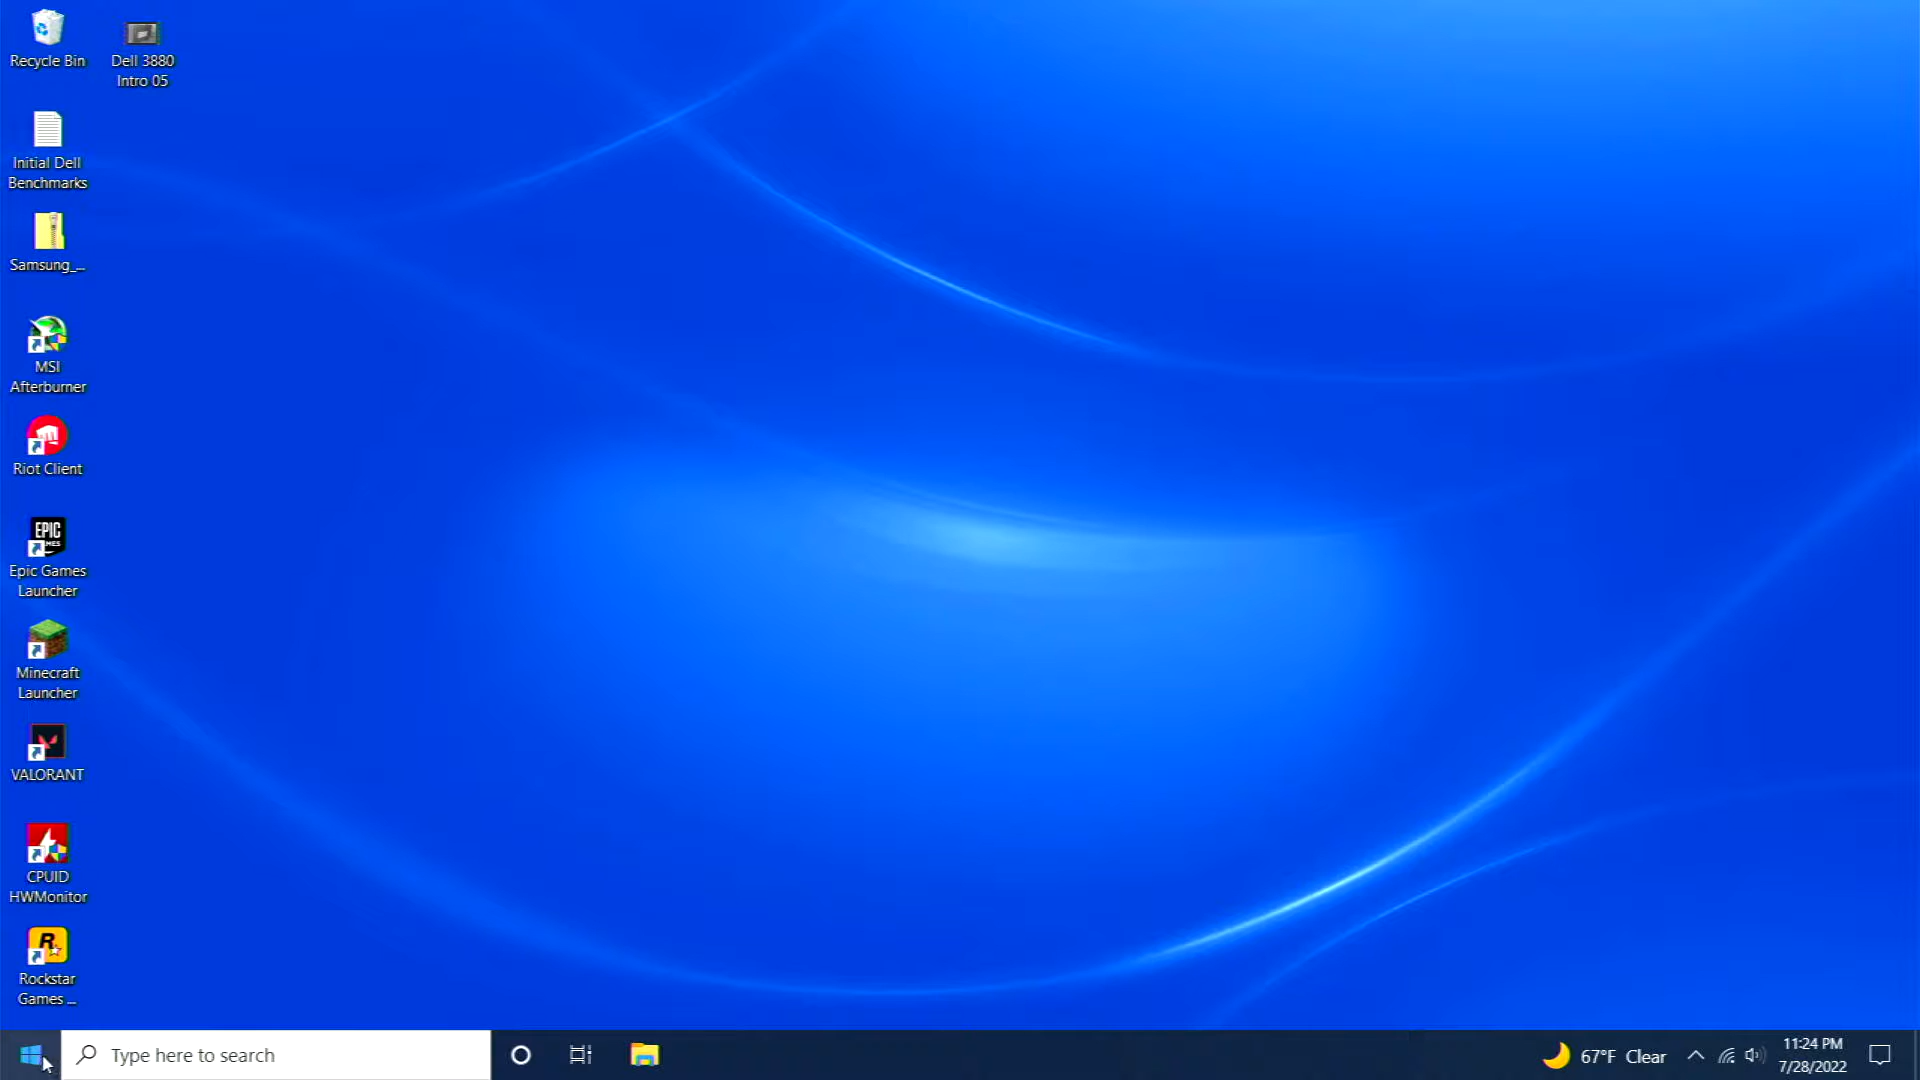 Recycle Bin
Dell 3880
Intro 05
Initial Dell
Benchmarks
Samsung_...
MSI
Afterburner
Riot Client
EPIC
Epic Games
Launcher
Minecraft
Launcher
VALORANT
CPUID
HWMonitor
R
Rockstar
Games ...
Type here to search
67°F Clear
11:24 PM
7/28/2022